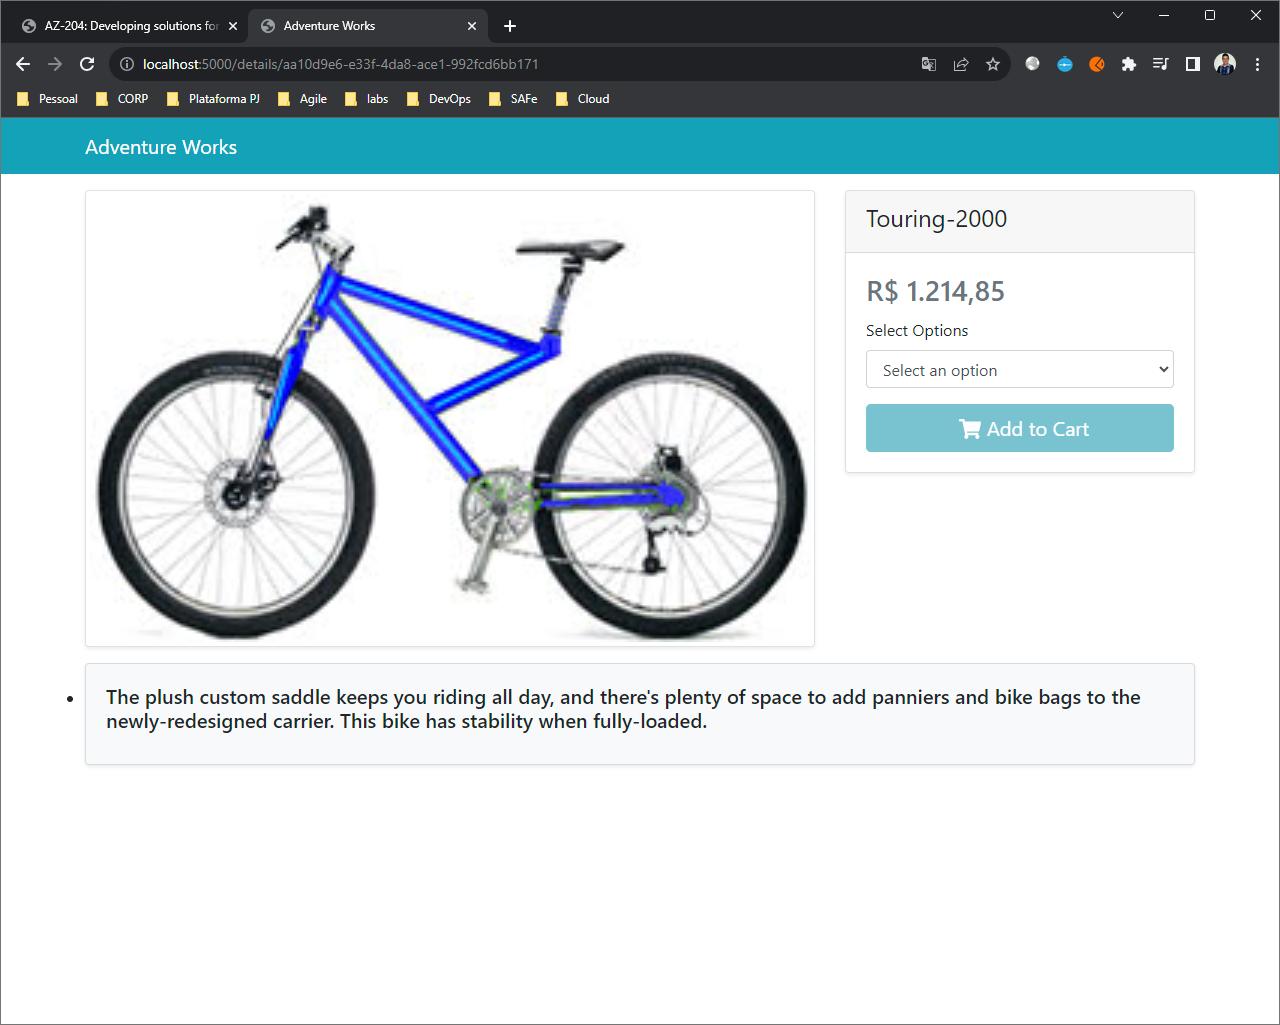 AZ-204: Developing solutions for
Adventure Works
localhost:5000/details/aa10d9e6-e33f-4da8-ace1-992fcd6bb171
Pessoal
CORP
Plataforma PJ
Agile
labs
DevOps
SAFe
Cloud
Adventure Works
Touring-2000
R$ 1.214,85
Select Options
Select an option
Add to Cart
The plush custom saddle keeps you riding all day, and there's plenty of space to add panniers and bike bags to the
newly-redesigned carrier. This bike has stability when fully-loaded.